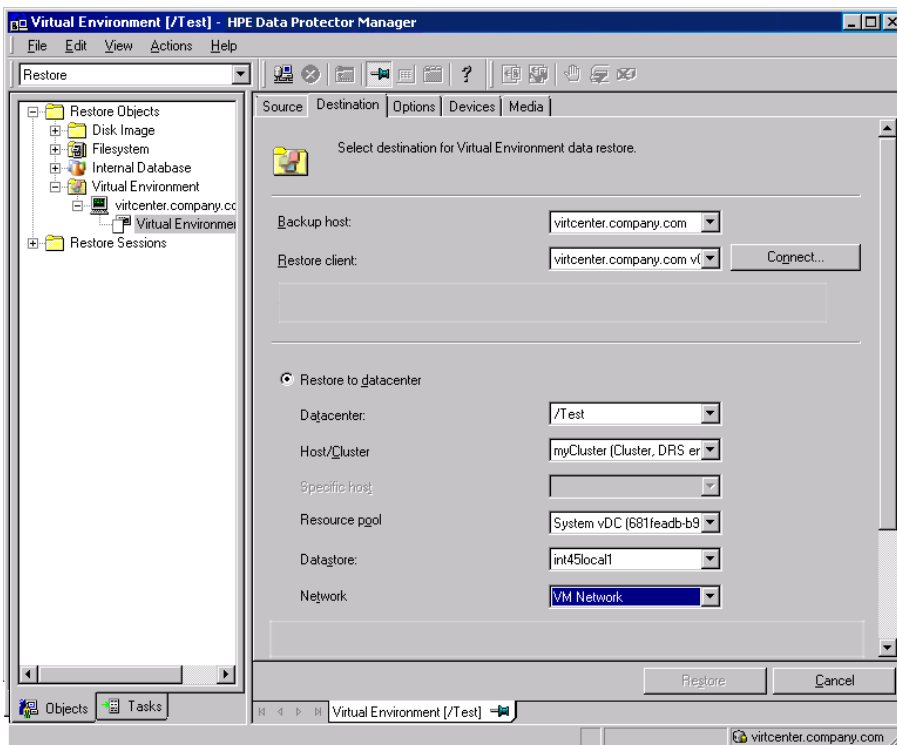 Virtual Environment [/Test] - HPE Data Protector Manager
File Edit View Actions Help
Restore
Source Destination Options Devices Media
Restore Objects
Disk Image
Filesystem
Internal Database
Virtual Environment
virtcenter.company.cc
Virtual Environmer
Restore Sessions
Select destination for Virtual Environment data restore.
Backup host: virtcenter.company.com
Restore client: virtcenter.company.com v( Connect...
Restore to datacenter
Datacenter: /Test
Host/Cluster myCluster (Cluster, DRS er
Specific host
Resource pool System vDC (681feadb-b9
Datastore: int45local1
Network VM Network
Restore Cancel
Objects Tasks
Virtual Environment [/Test]
virtcenter.company.com